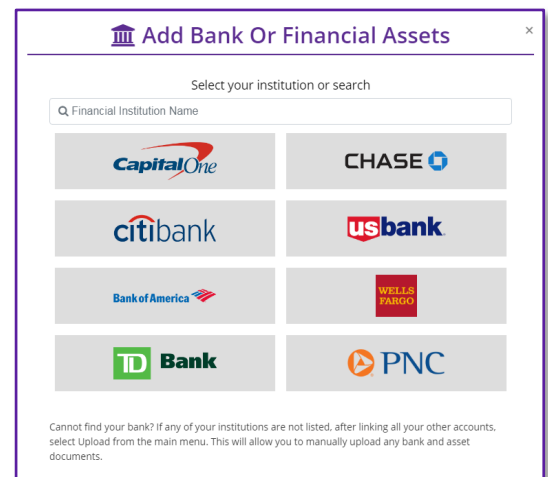 Add Bank Or Financial Assets
×
Select your institution or search
Financial Institution Name
Capital One
CHASE
citibank
usbank
Bank of America
WELLS
FARGO
TD Bank
PNC
Cannot find your bank? If any of your institutions are not listed, after linking all your other accounts,
select Upload from the main menu. This will allow you to manually upload any bank and asset
documents.